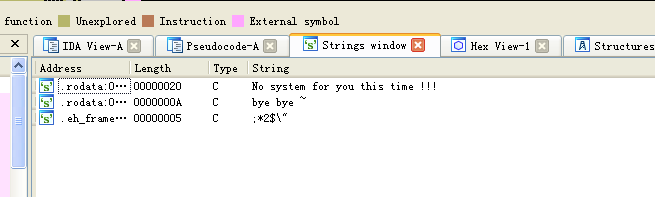 function Unexplored Instruction External symbol
IDA View-A Pseudocode-A Strings window Hex View-1 Structures
Address Length Type String
.rodata:0… 00000020 C No system for you this time !!!
.rodata:0… 0000000A C bye bye ~
.eh_frame… 00000005 C ;*2$\"